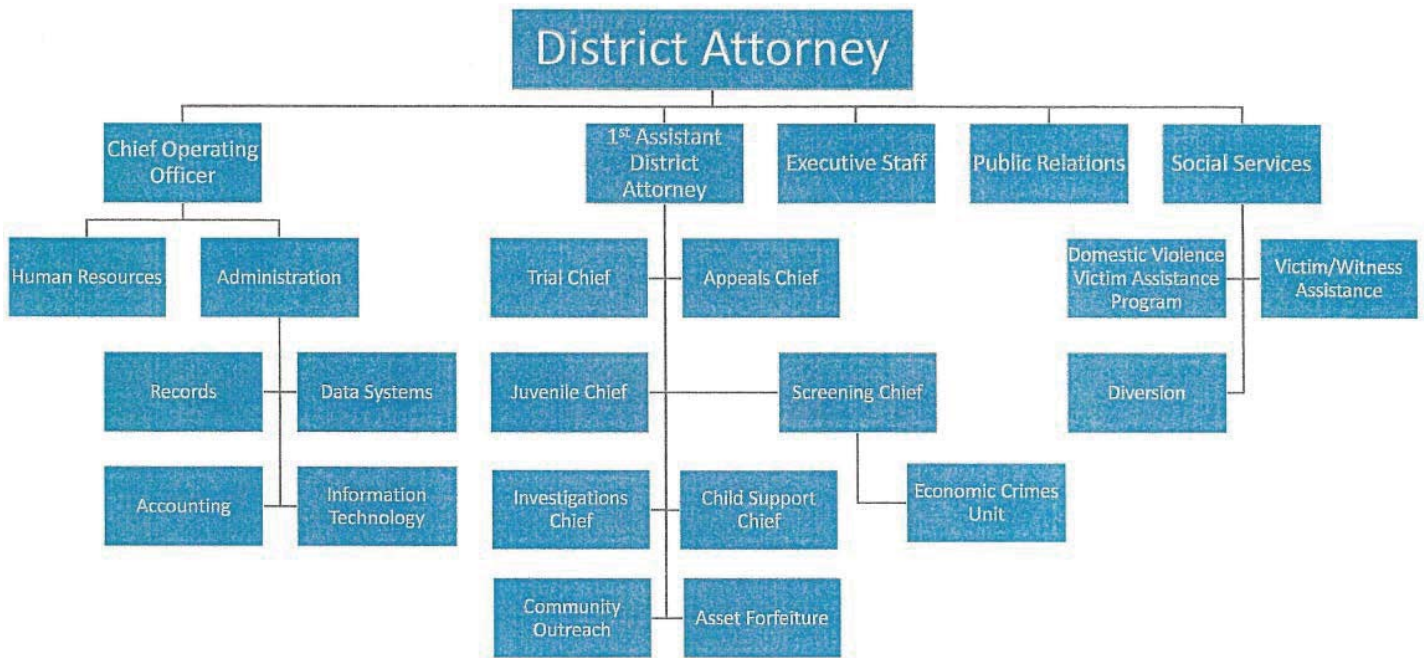 District Attorney
Chief Operating
Officer
1st Assistant
District
Attorney
Executive Staff
Public Relations
Social Services
Human Resources
Administration
Trial Chief
Appeals Chief
Domestic Violence
Victim Assistance
Program
Victim/Witness
Assistance
Records
Data Systems
Juvenile Chief
Screening Chief
Diversion
Accounting
Information
Technology
Investigations
Chief
Child Support
Chief
Economic Crimes
Unit
Community
Outreach
Asset Forfeiture